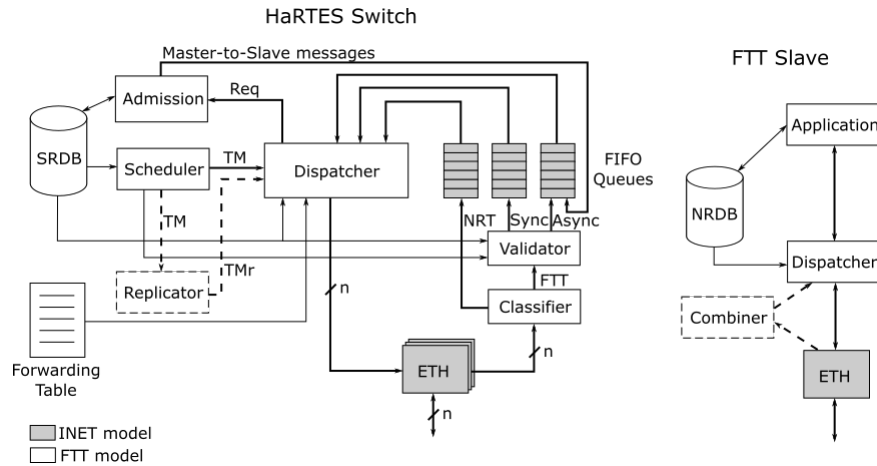 HaRTES Switch
Master-to-Slave messages
Admission
Req
SRDB
Scheduler
TM
Dispatcher
FIFO
Queues
TM
NRT
Sync
Async
Validator
Replicator
TMr
FTT
Classifier
n
n
ETH
n
Forwarding
Table
INET model
FTT model
FTT Slave
Application
NRDB
Dispatcher
Combiner
ETH